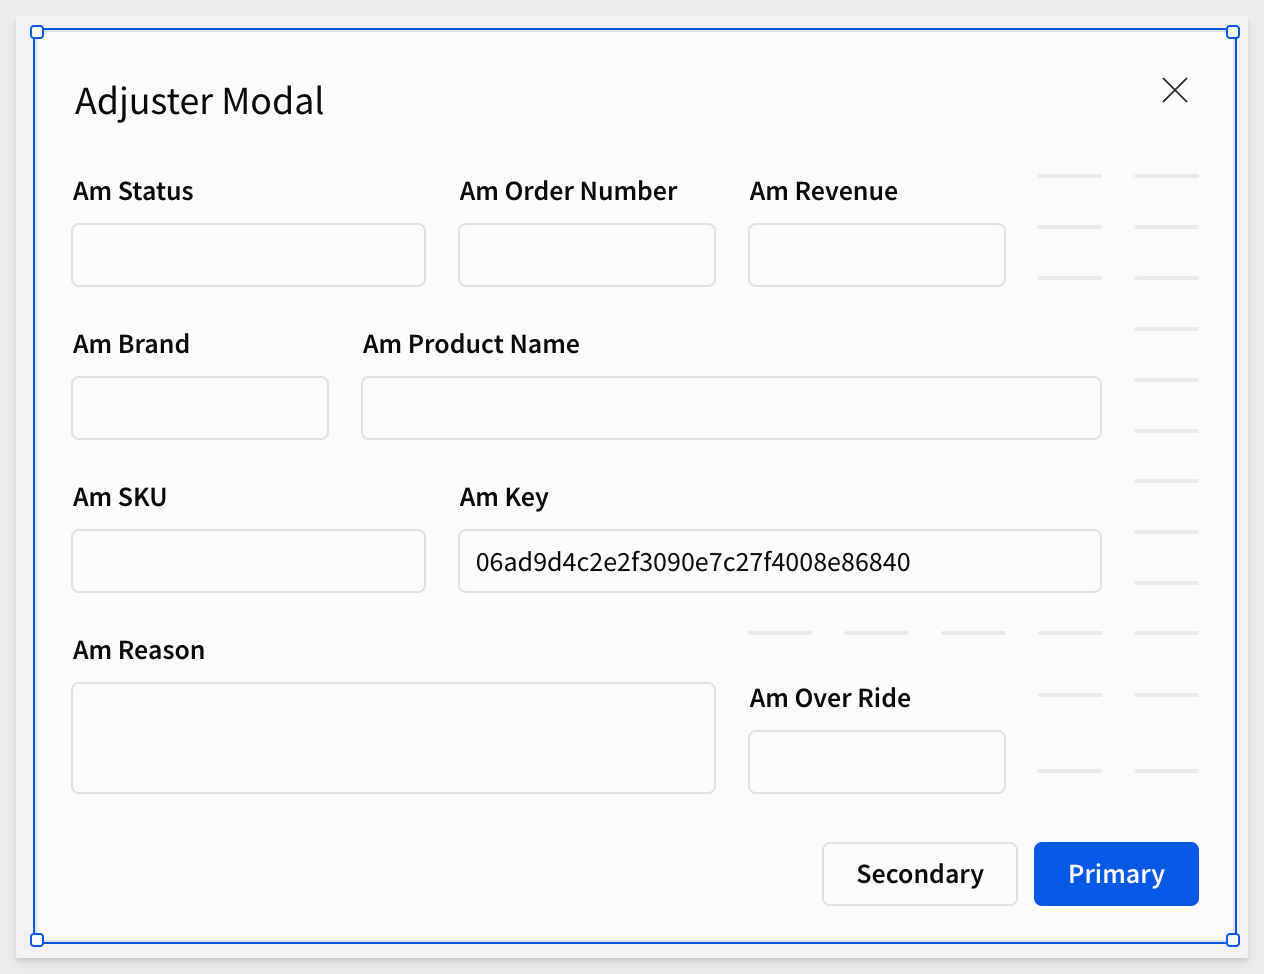 Adjuster Modal
Am Status
Am Order Number
Am Revenue
Am Brand
Am Product Name
Am SKU
Am Key
06ad9d4c2e2f3090e7c27f4008e86840
Am Reason
Am Over Ride
Secondary
Primary